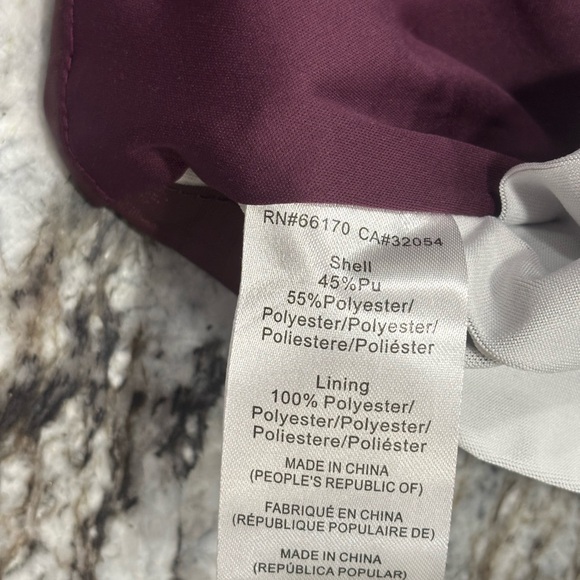 RN#66170 CA#32054
Shell
45%Pu
55%Polyester/
Polyester/Polyester/
Poliestere/Poliéster
Lining
100% Polyester/
Polyester/Polyester/
Poliestere/Poliéster
MADE IN CHINA
(PEOPLE'S REPUBLIC OF)
FABRIQUÉ EN CHINA
(RÉPUBLIQUE POPULAIRE DE)
MADE IN CHINA
(REPÚBLICA POPULAR)